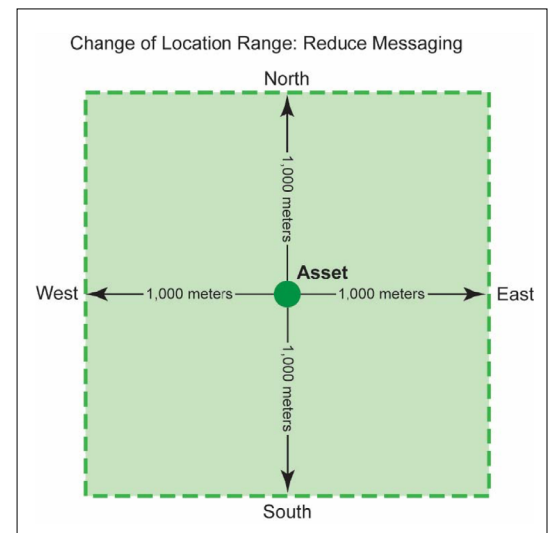 Change of Location Range: Reduce Messaging
North
1,000 meters
Asset
West
1,000 meters
1,000 meters
East
1,000 meters
South